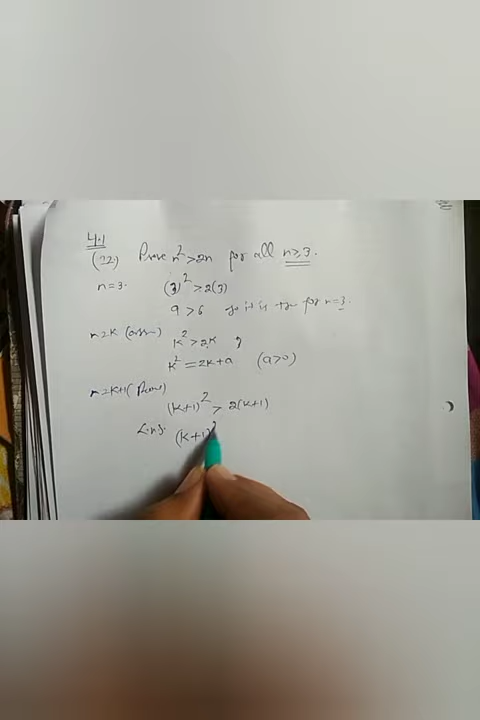 4.1
(22.) Prove n²>2n for all n≥3.
n=3. (3)²>2(3)
9>6 so it is true for n=3.
n=k (assm) k²>2k,
k²=2k+a (a>0)
n=k+1 (Prove)
(k+1)² > 2(k+1)
L.H.S. (k+1)²